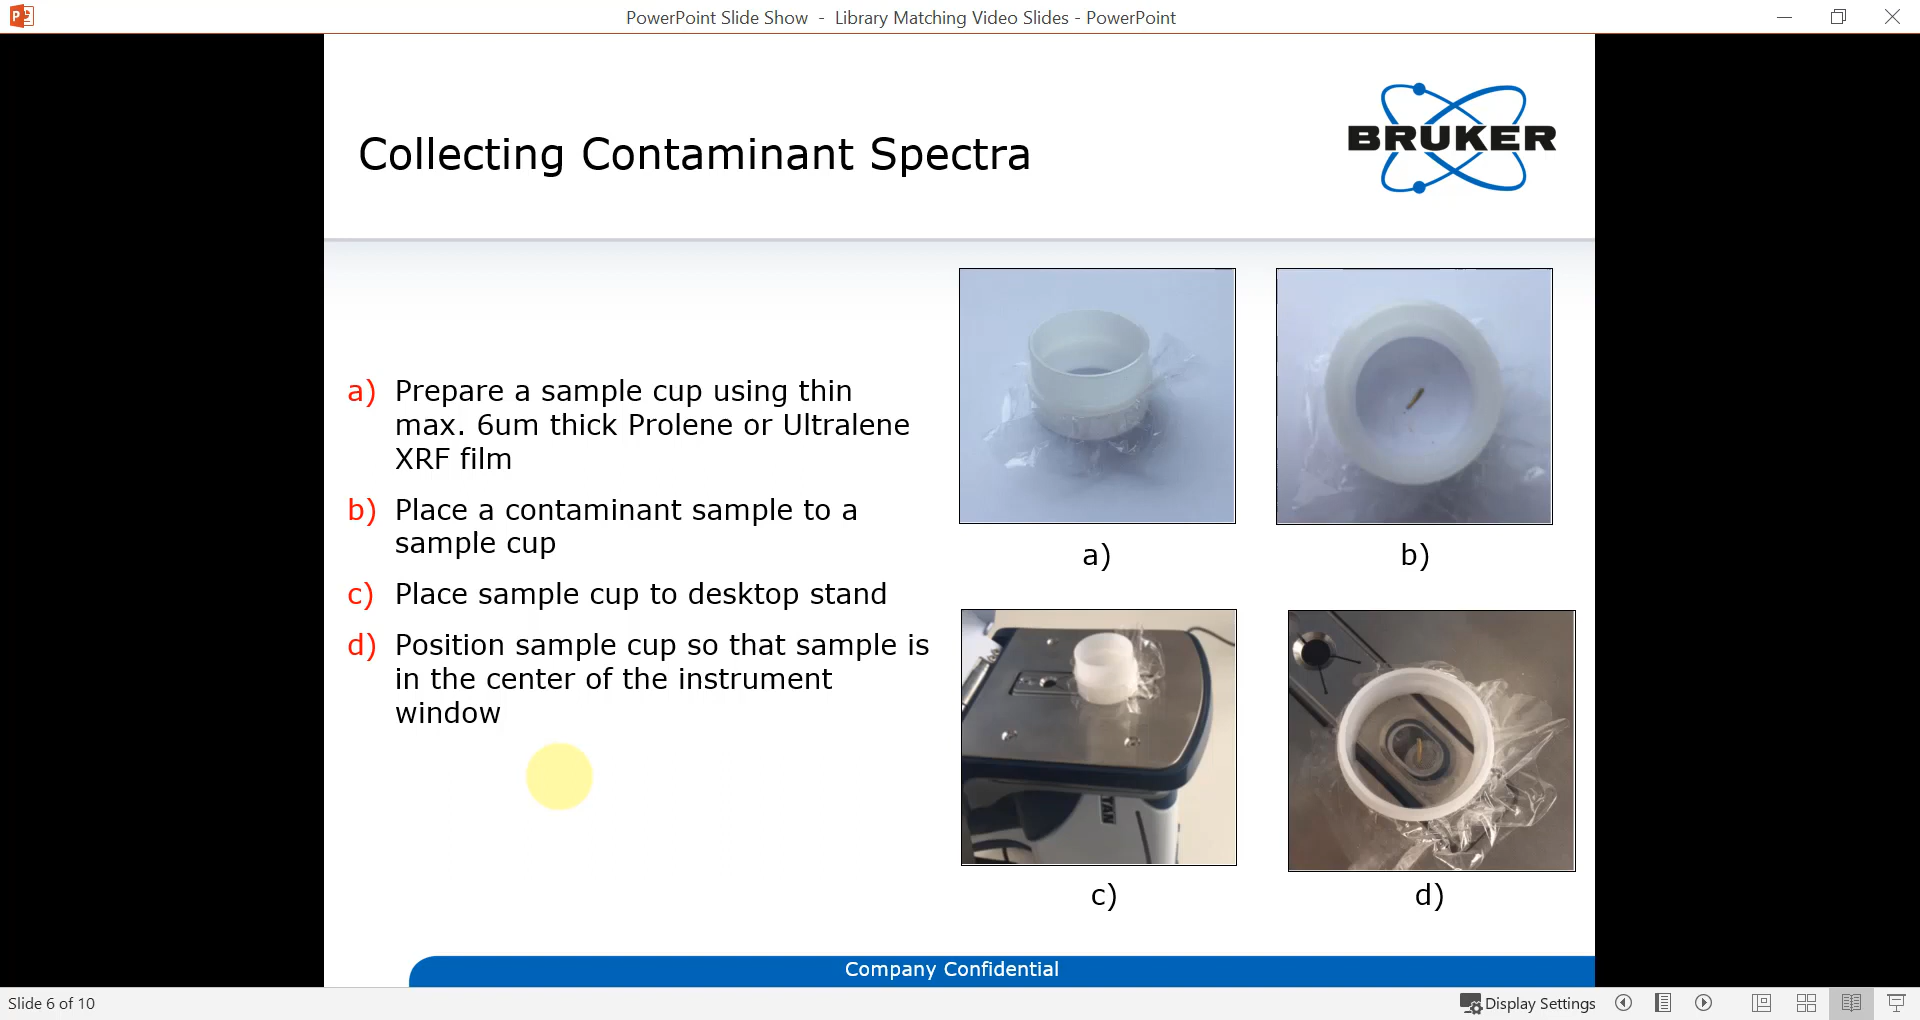 PowerPoint Slide Show - Library Matching Video Slides - PowerPoint
BRUKER
Collecting Contaminant Spectra
a) Prepare a sample cup using thin
max. 6um thick Prolene or Ultralene
XRF film
b) Place a contaminant sample to a
sample cup
c) Place sample cup to desktop stand
d) Position sample cup so that sample is
in the center of the instrument
window
a)
b)
c)
d)
Company Confidential
Slide 6 of 10
Display Settings